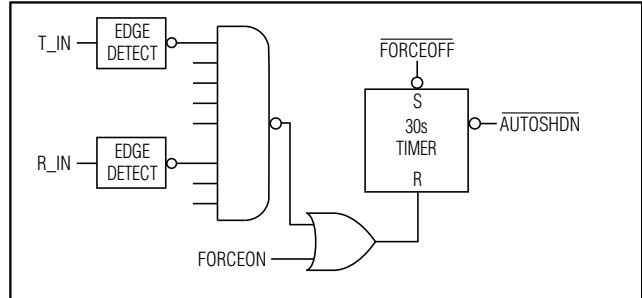 T_IN
EDGE
DETECT
FORCEOFF
S
30s
TIMER
R
AUTOSHDN
R_IN
EDGE
DETECT
FORCEON